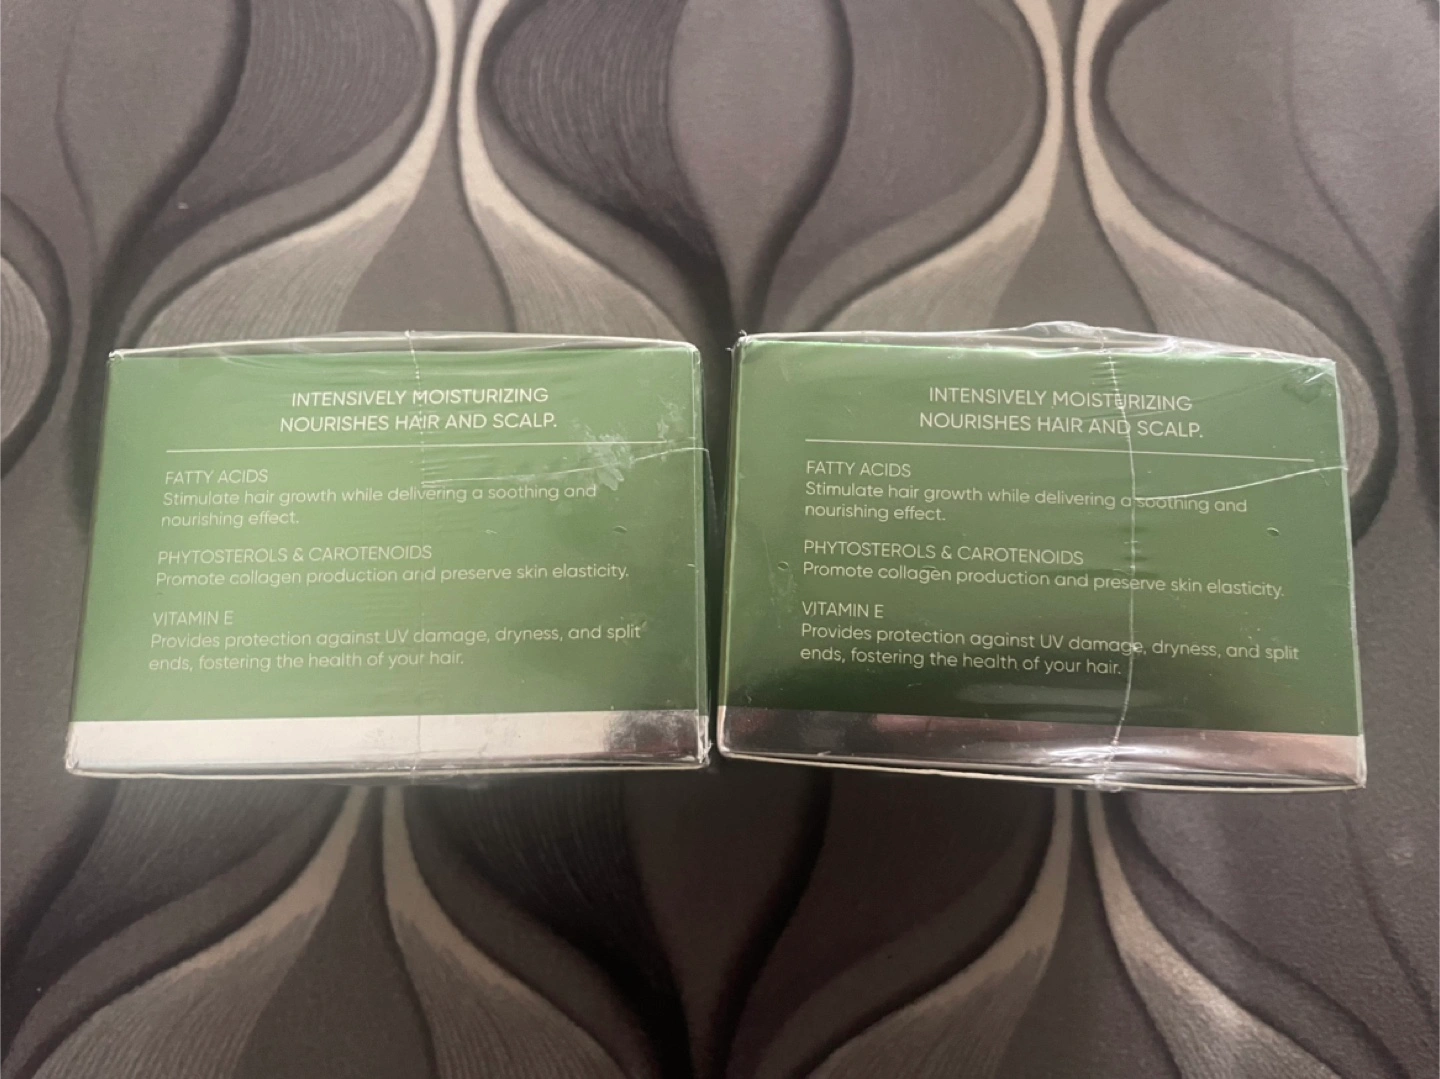 INTENSIVELY MOISTURIZING
NOURISHES HAIR AND SCALP.
FATTY ACIDS
Stimulate hair growth while delivering a soothing and
nourishing effect.
PHYTOSTEROLS & CAROTENOIDS
Promote collagen production and preserve skin elasticity.
VITAMIN E
Provides protection against UV damage, dryness, and split
ends, fostering the health of your hair.
INTENSIVELY MOISTURIZING
NOURISHES HAIR AND SCALP.
FATTY ACIDS
Stimulate hair growth while delivering a soothing and
nourishing effect.
PHYTOSTEROLS & CAROTENOIDS
Promote collagen production and preserve skin elasticity.
VITAMIN E
Provides protection against UV damage, dryness, and split
ends, fostering the health of your hair.